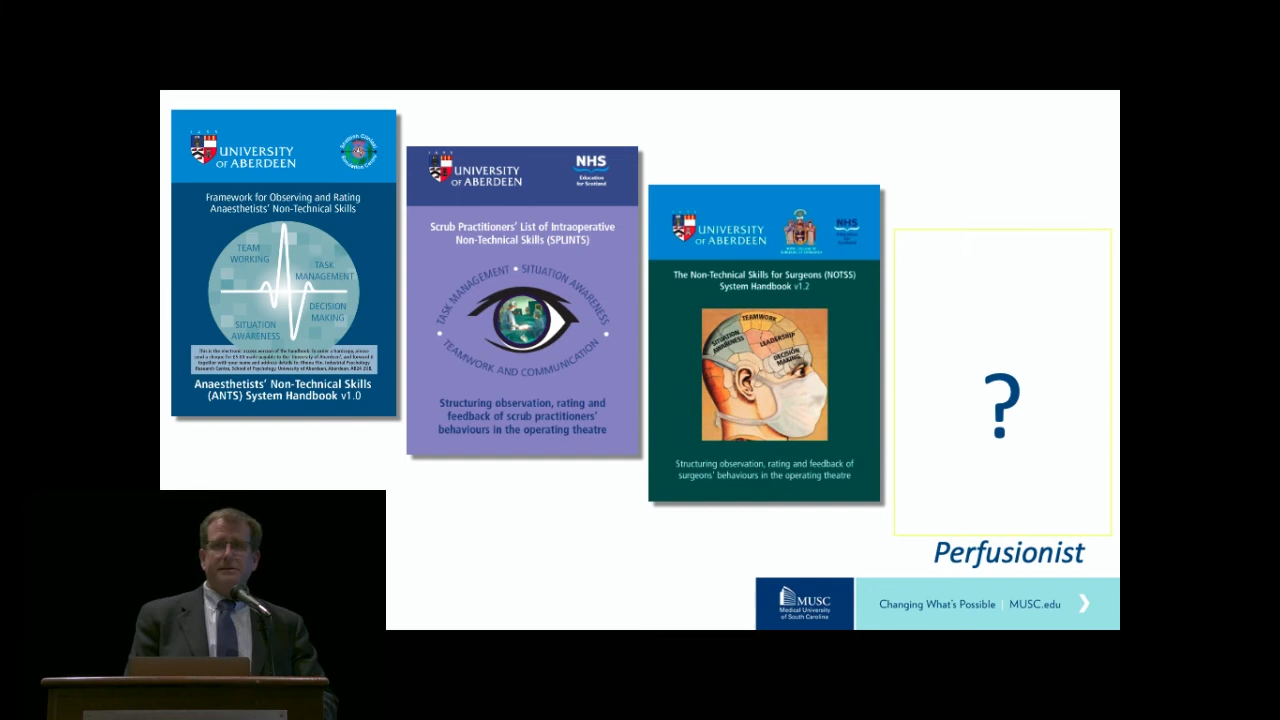 UNIVERSITY
OF ABERDEEN
Framework for Observing and Rating
Anaesthetists' Non-Technical Skills
TEAM
WORKING
TASK
MANAGEMENT
DECISION
MAKING
SITUATION
AWARENESS
Anaesthetists' Non-Technical Skills
(ANTS) System Handbook v1.0
UNIVERSITY
OF ABERDEEN
NHS
Education
for Scotland
Scrub Practitioners' List of Intraoperative
Non-Technical Skills (SPLINTS)
TASK MANAGEMENT • SITUATION AWARENESS •
TEAMWORK AND COMMUNICATION •
Structuring observation, rating and
feedback of scrub practitioners'
behaviours in the operating theatre
UNIVERSITY
OF ABERDEEN
NHS
The Non-Technical Skills for Surgeons (NOTSS)
System Handbook v1.2
TEAMWORK
SITUATION
AWARENESS
LEADERSHIP
DECISION
MAKING
Structuring observation, rating and feedback of
surgeons' behaviours in the operating theatre
?
Perfusionist
MUSC
Medical University
of South Carolina
Changing What's Possible | MUSC.edu